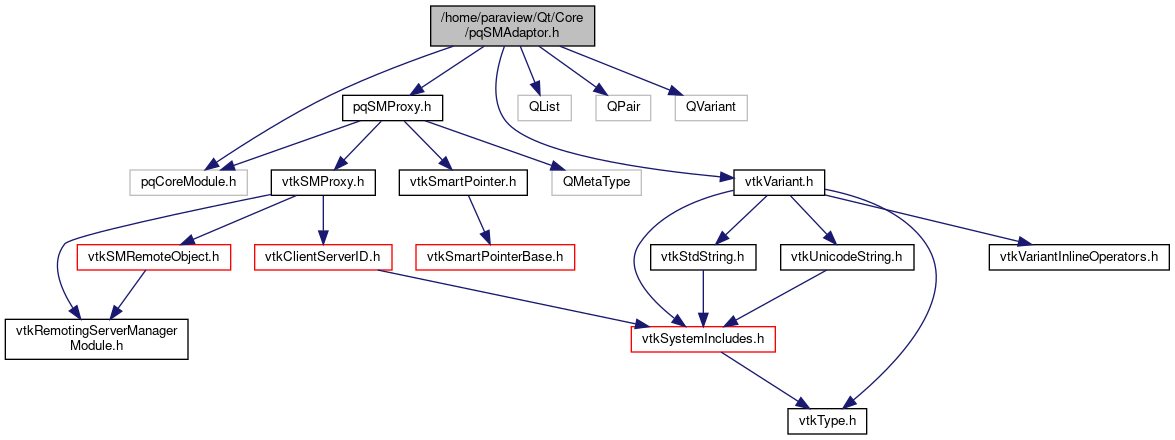 /home/paraview/Qt/Core
/pqSMAdaptor.h
pqSMProxy.h
QList
QPair
QVariant
pqCoreModule.h
vtkSMProxy.h
vtkSmartPointer.h
QMetaType
vtkVariant.h
vtkSMRemoteObject.h
vtkClientServerID.h
vtkSmartPointerBase.h
vtkStdString.h
vtkUnicodeString.h
vtkVariantInlineOperators.h
vtkRemotingServerManager
Module.h
vtkSystemIncludes.h
vtkType.h